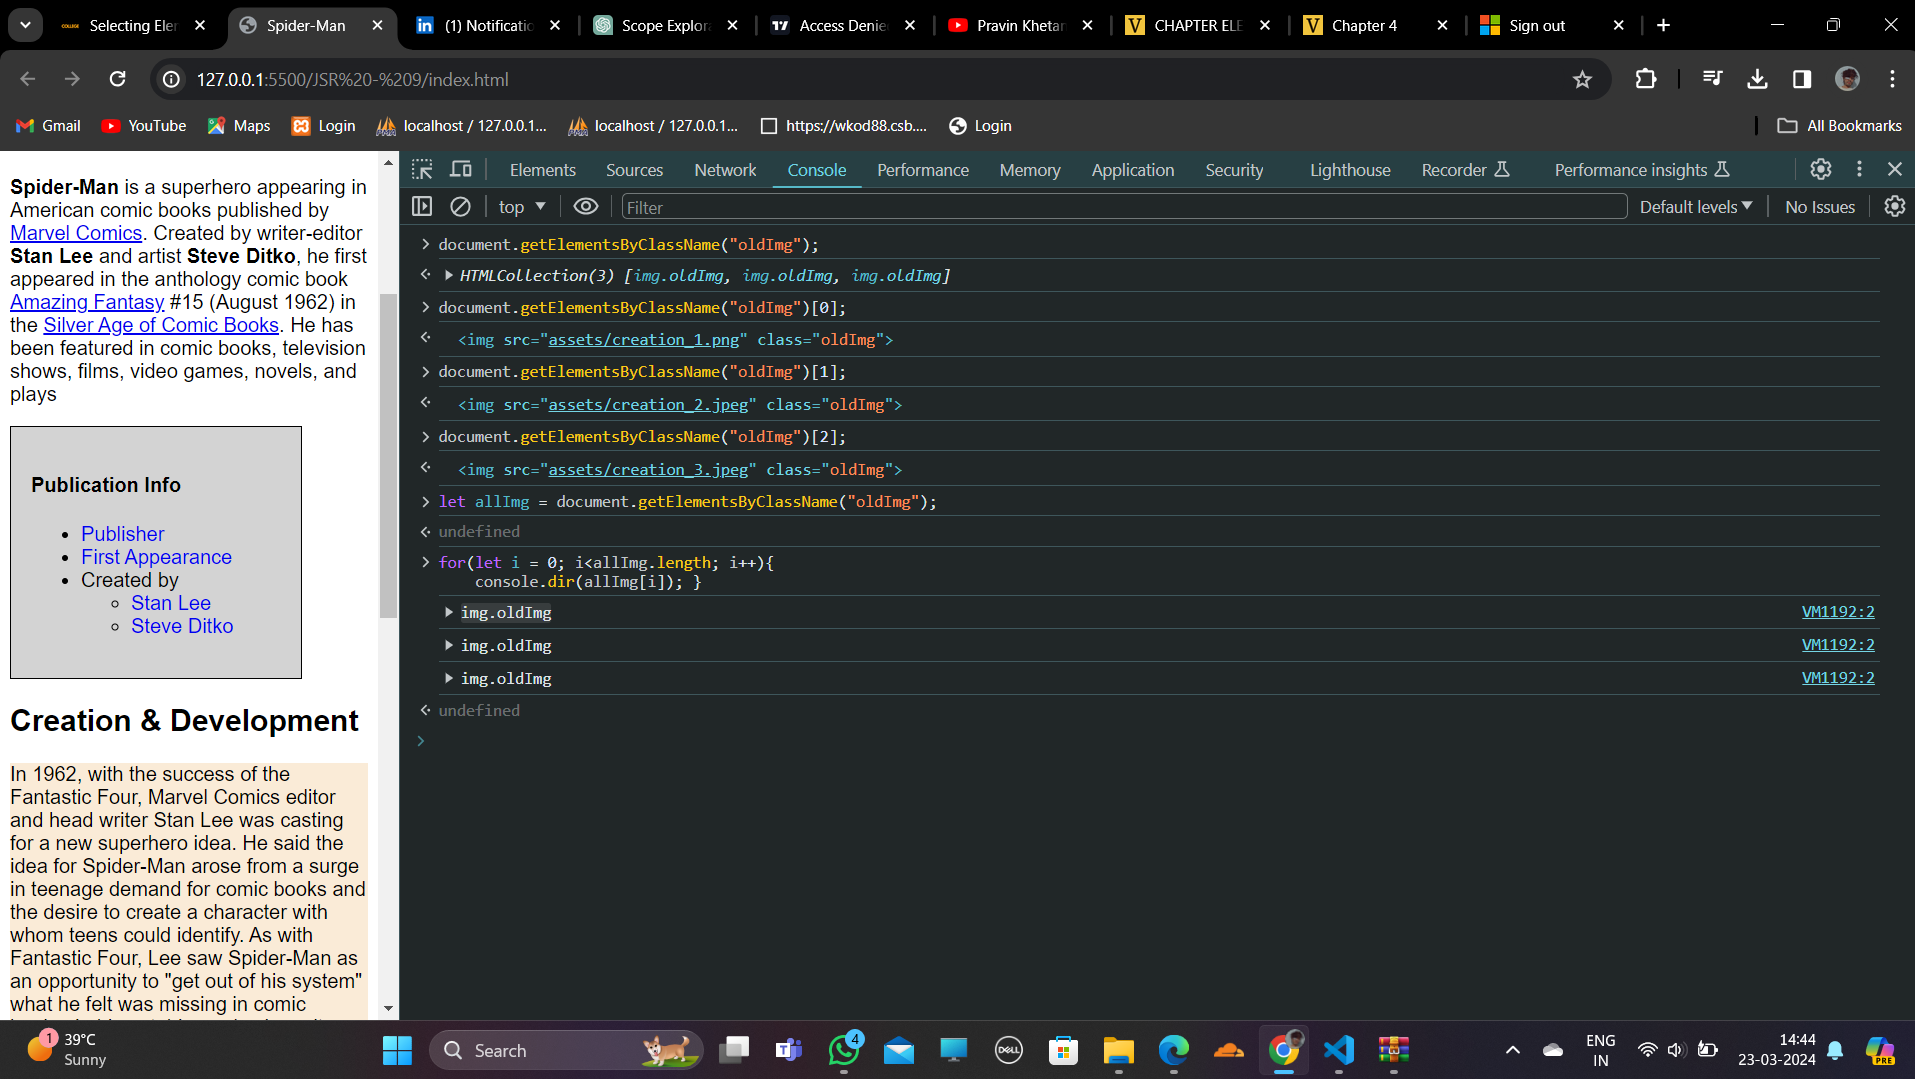 Selecting Elen
Spider-Man
(1) Notificatio
Scope Explora
Access Denie
Pravin Khetan
CHAPTER ELE
Chapter 4
Sign out
127.0.0.1:5500/JSR%20-%209/index.html
Gmail
YouTube
Maps
Login
localhost / 127.0.0.1...
localhost / 127.0.0.1...
https://wkod88.csb....
Login
All Bookmarks
Spider-Man is a superhero appearing in
American comic books published by
Marvel Comics. Created by writer-editor
Stan Lee and artist Steve Ditko, he first
appeared in the anthology comic book
Amazing Fantasy #15 (August 1962) in
the Silver Age of Comic Books. He has
been featured in comic books, television
shows, films, video games, novels, and
plays
Publication Info
Publisher
First Appearance
Created by
Stan Lee
Steve Ditko
Creation & Development
In 1962, with the success of the
Fantastic Four, Marvel Comics editor
and head writer Stan Lee was casting
for a new superhero idea. He said the
idea for Spider-Man arose from a surge
in teenage demand for comic books and
the desire to create a character with
whom teens could identify. As with
Fantastic Four, Lee saw Spider-Man as
an opportunity to "get out of his system"
what he felt was missing in comic
Elements Sources Network Console Performance Memory Application Security Lighthouse Recorder Performance insights
top Filter Default levels No Issues
document.getElementsByClassName("oldImg");
HTMLCollection(3) [img.oldImg, img.oldImg, img.oldImg]
document.getElementsByClassName("oldImg")[0];
<img src="assets/creation_1.png" class="oldImg">
document.getElementsByClassName("oldImg")[1];
<img src="assets/creation_2.jpeg" class="oldImg">
document.getElementsByClassName("oldImg")[2];
<img src="assets/creation_3.jpeg" class="oldImg">
let allImg = document.getElementsByClassName("oldImg");
undefined
for(let i = 0; i<allImg.length; i++){
console.dir(allImg[i]); }
img.oldImg VM1192:2
img.oldImg VM1192:2
img.oldImg VM1192:2
undefined
1
39°C
Sunny
Search
4
DELL
ENG
IN
14:44
23-03-2024
PRE